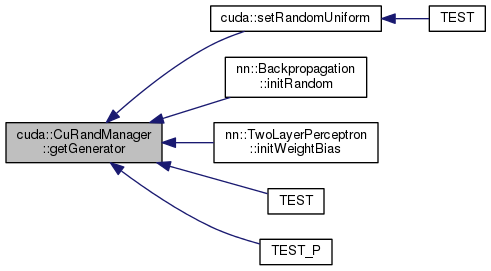 cuda::setRandomUniform
TEST
nn::Backpropagation
::initRandom
cuda::CuRandManager
::getGenerator
nn::TwoLayerPerceptron
::initWeightBias
TEST
TEST_P